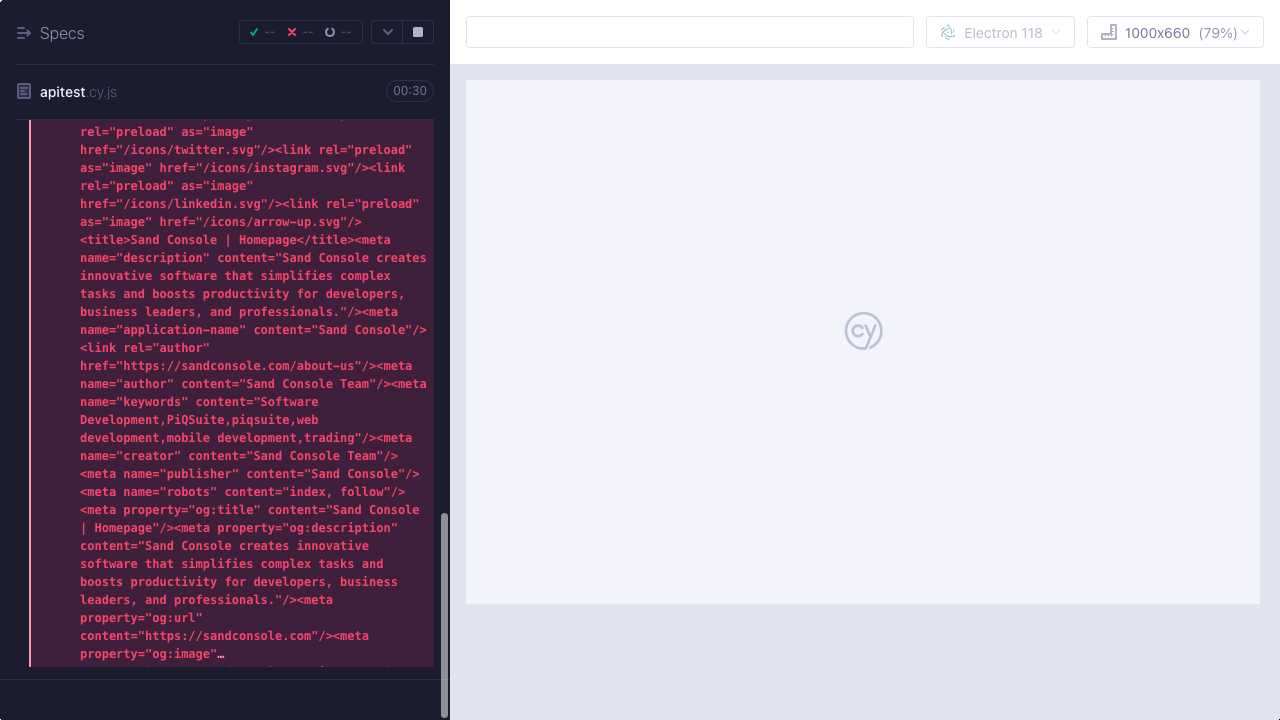 Specs
--
--
--
Electron 118
1000x660 (79%)
apitest.cy.js
00:30
rel="preload" as="image"
href="/icons/twitter.svg"/><link rel="preload"
as="image" href="/icons/instagram.svg"/><link
rel="preload" as="image"
href="/icons/linkedin.svg"/><link rel="preload"
as="image" href="/icons/arrow-up.svg"/>
<title>Sand Console | Homepage</title><meta
name="description" content="Sand Console creates
innovative software that simplifies complex
tasks and boosts productivity for developers,
business leaders, and professionals."/><meta
name="application-name" content="Sand Console"/>
<link rel="author"
href="https://sandconsole.com/about-us"/><meta
name="author" content="Sand Console Team"/><meta
name="keywords" content="Software
Development,PiQSuite,piqsuite,web
development,mobile development,trading"/><meta
name="creator" content="Sand Console Team"/>
<meta name="publisher" content="Sand Console"/>
<meta name="robots" content="index, follow"/>
<meta property="og:title" content="Sand Console
| Homepage"/><meta property="og:description"
content="Sand Console creates innovative
software that simplifies complex tasks and
boosts productivity for developers, business
leaders, and professionals."/><meta
property="og:url"
content="https://sandconsole.com"/><meta
property="og:image"…
cy